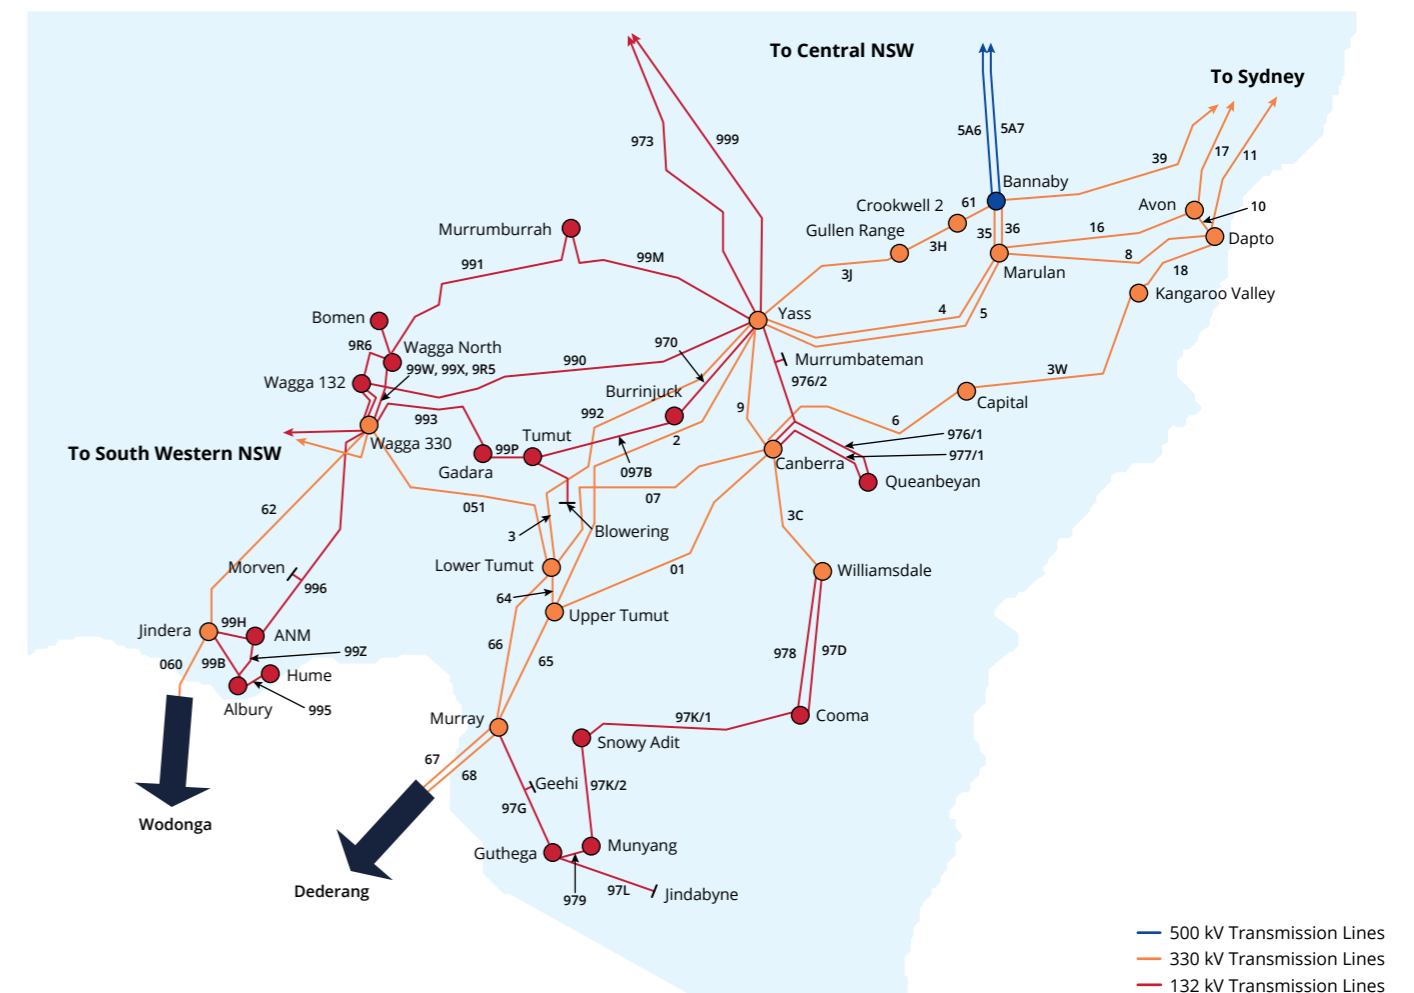 To Central NSW
To Sydney
973
999
5A6
5A7
39
17
11
Bannaby
Crookwell 2
61
Avon
10
Gullen Range
3H
35
36
16
Dapto
Murrumburrah
8
991
99M
3J
Marulan
18
Kangaroo Valley
Bomen
Yass
4
5
9R6
Wagga North
970
Murrumbateman
990
99W, 99X, 9R5
976/2
3W
Wagga 132
Burrinjuck
Capital
992
9
993
6
976/1
Wagga 330
Tumut
2
To South Western NSW
99P
977/1
Gadara
097B
Canberra
Queanbeyan
07
62
051
3C
3
Blowering
Morven
Lower Tumut
01
Williamsdale
996
64
Upper Tumut
99H
Jindera
ANM
66
99Z
978
97D
060
99B
65
Hume
Albury
995
Murray
97K/1
Cooma
Snowy Adit
67
68
Geehi
97K/2
97G
Wodonga
Guthega
Munyang
Dederang
979
97L
Jindabyne
500 kV Transmission Lines
330 kV Transmission Lines
132 kV Transmission Lines